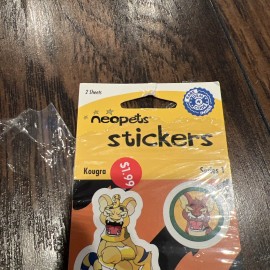 2 Sheets
neopets
stickers
Kougra
Series 1
$1.99